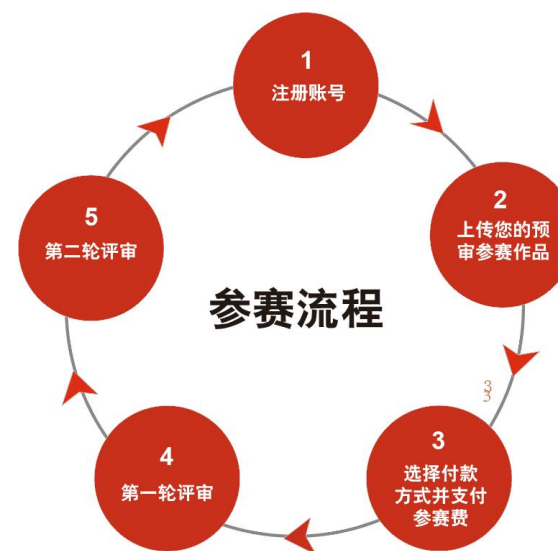 1
注册账号
2
上传您的预
审参赛作品
3
3
3
选择付款
方式并支付
参赛费
4
第一轮评审
5
第二轮评审
参赛流程